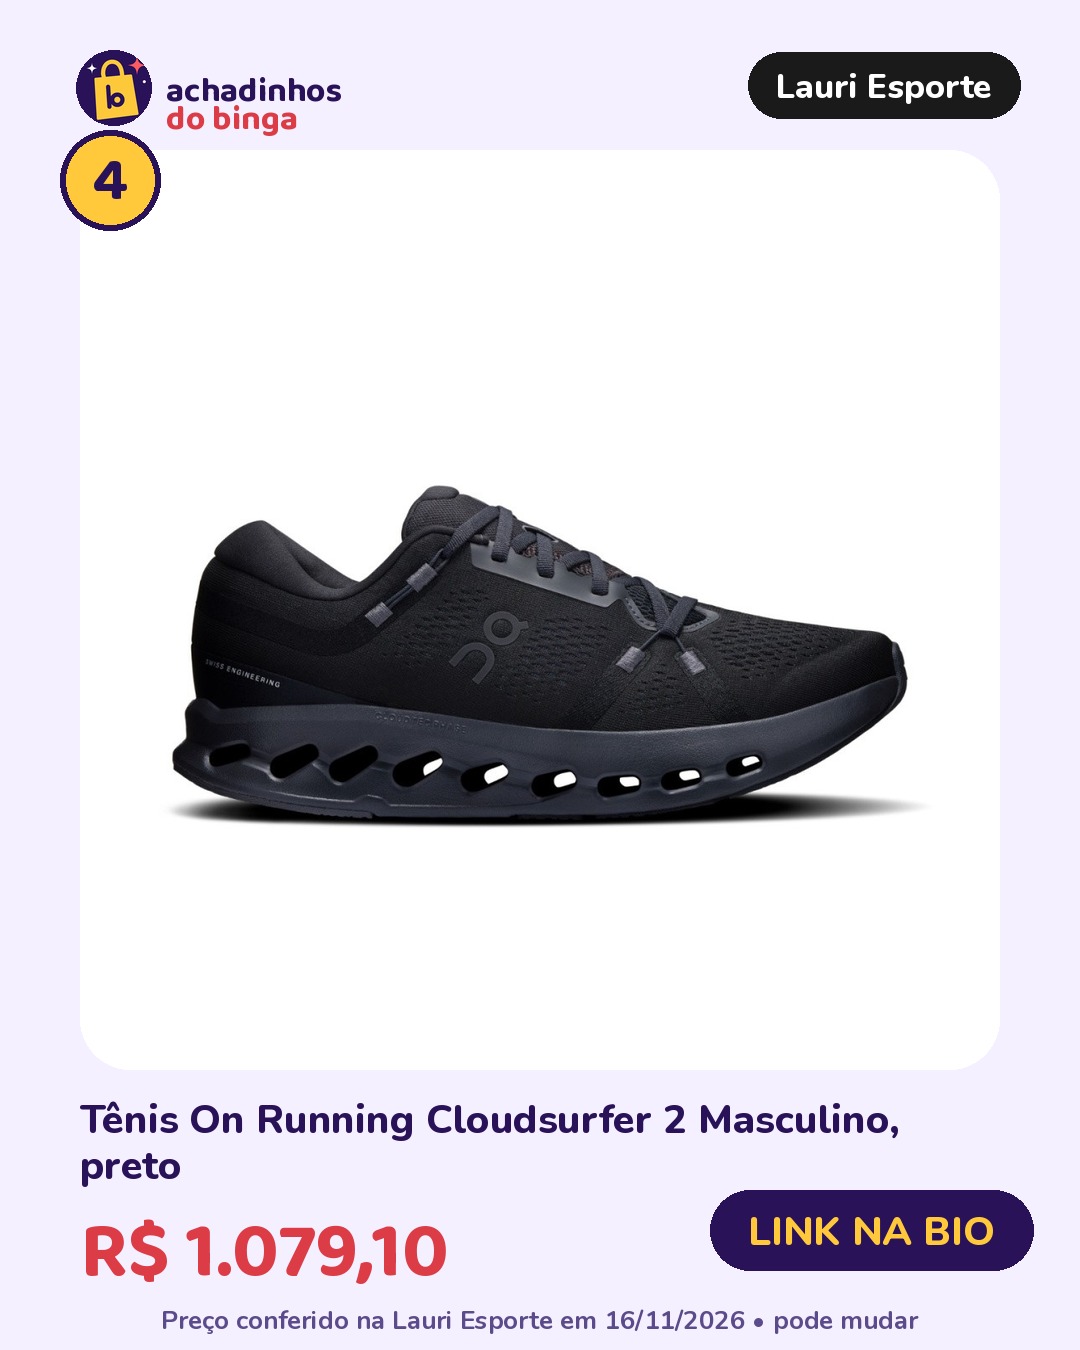 achadinhos
do binga
Lauri Esporte
4
SWISS ENGINEERING
Tênis On Running Cloudsurfer 2 Masculino,
preto
R$ 1.079,10
LINK NA BIO
Preço conferido na Lauri Esporte em 16/11/2026 • pode mudar